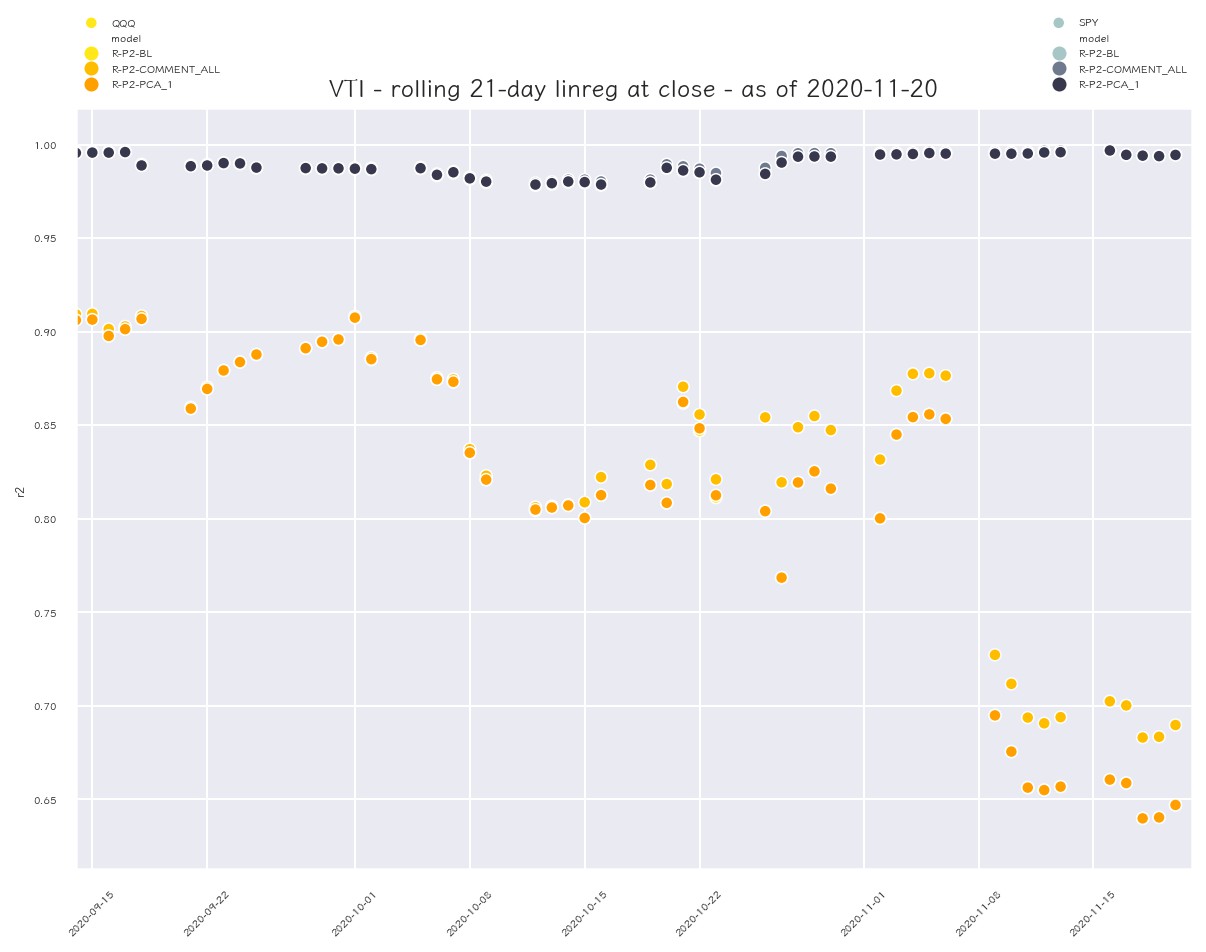 QQQ
model
R-P2-BL
R-P2-COMMENT_ALL
R-P2-PCA_1
SPY
model
R-P2-BL
R-P2-COMMENT_ALL
R-P2-PCA_1
VTI - rolling 21-day linreg at close - as of 2020-11-20
1.00
0.95
0.90
0.85
0.80
0.75
0.70
0.65
r2
2020-09-15
2020-09-22
2020-10-01
2020-10-08
2020-10-15
2020-10-22
2020-11-01
2020-11-08
2020-11-15